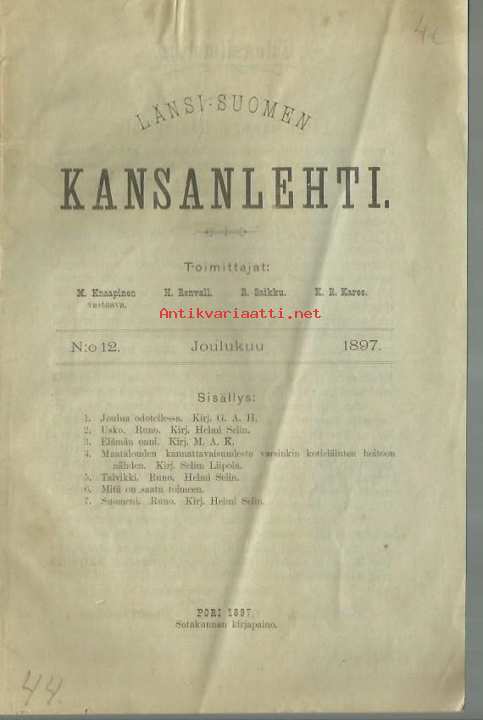 4€
LÄNSI-SUOMEN
KANSANLEHTI.
Toimittajat:
M. Knaapinen H. Renvall. R. Saikku. K. R. Kares.
vastaava.
Antikvariaatti.net
N:o 12. Joulukuu 1897.
Sisällys:
1. Joulua odotellessa. Kirj. G. A. H.
2. Usko. Runo. Kirj. Helmi Selin.
3. Elämän onni. Kirj. M. A. K.
4. Maatalouden kannattavaisuudesta varsinkin kotieläinten hoitoon
nähden. Kirj. Selim Liipola.
5. Talvikki. Runo. Helmi Selin.
6. Mitä on saatu toimeen.
7. Suomeni. Runo. Kirj. Helmi Selin.
PORI 1897
Satakunnan kirjapaino.
44.